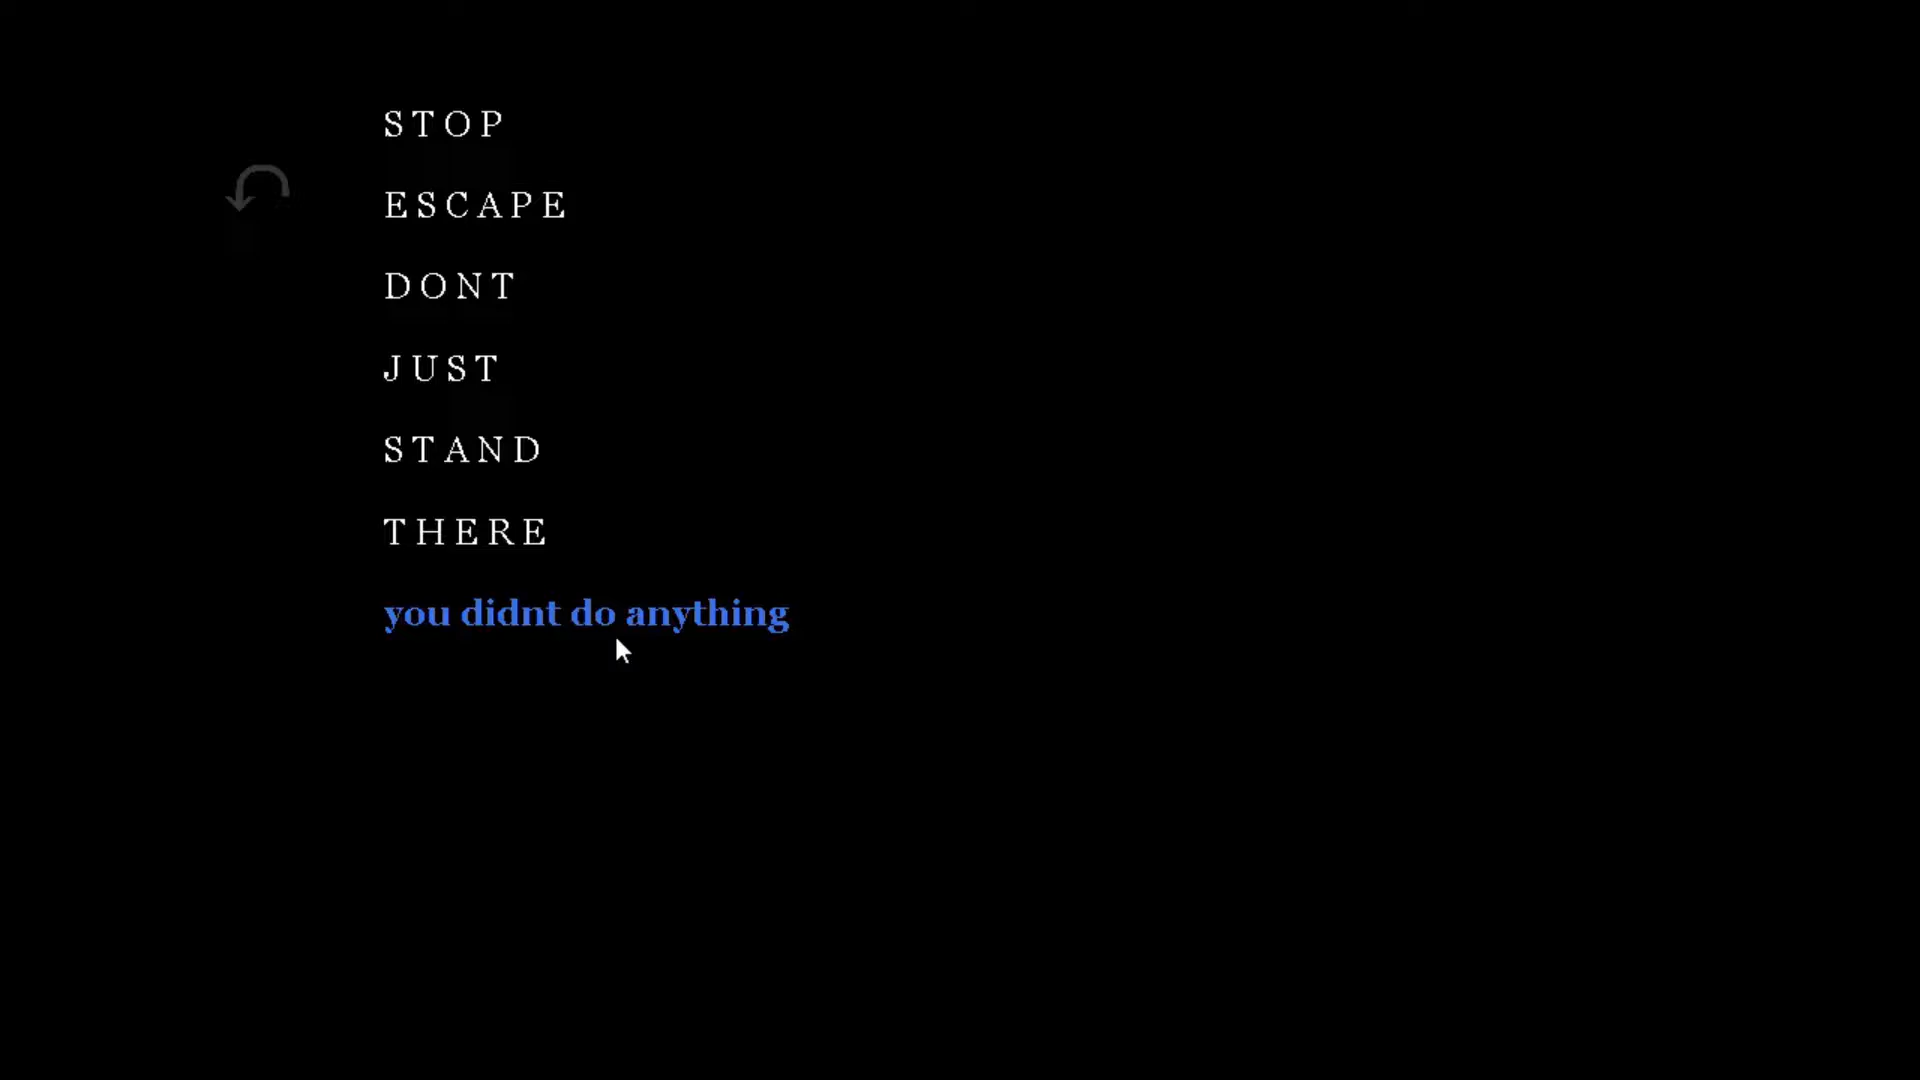 STOP
ESCAPE
DONT
JUST
STAND
THERE
you didnt do anything